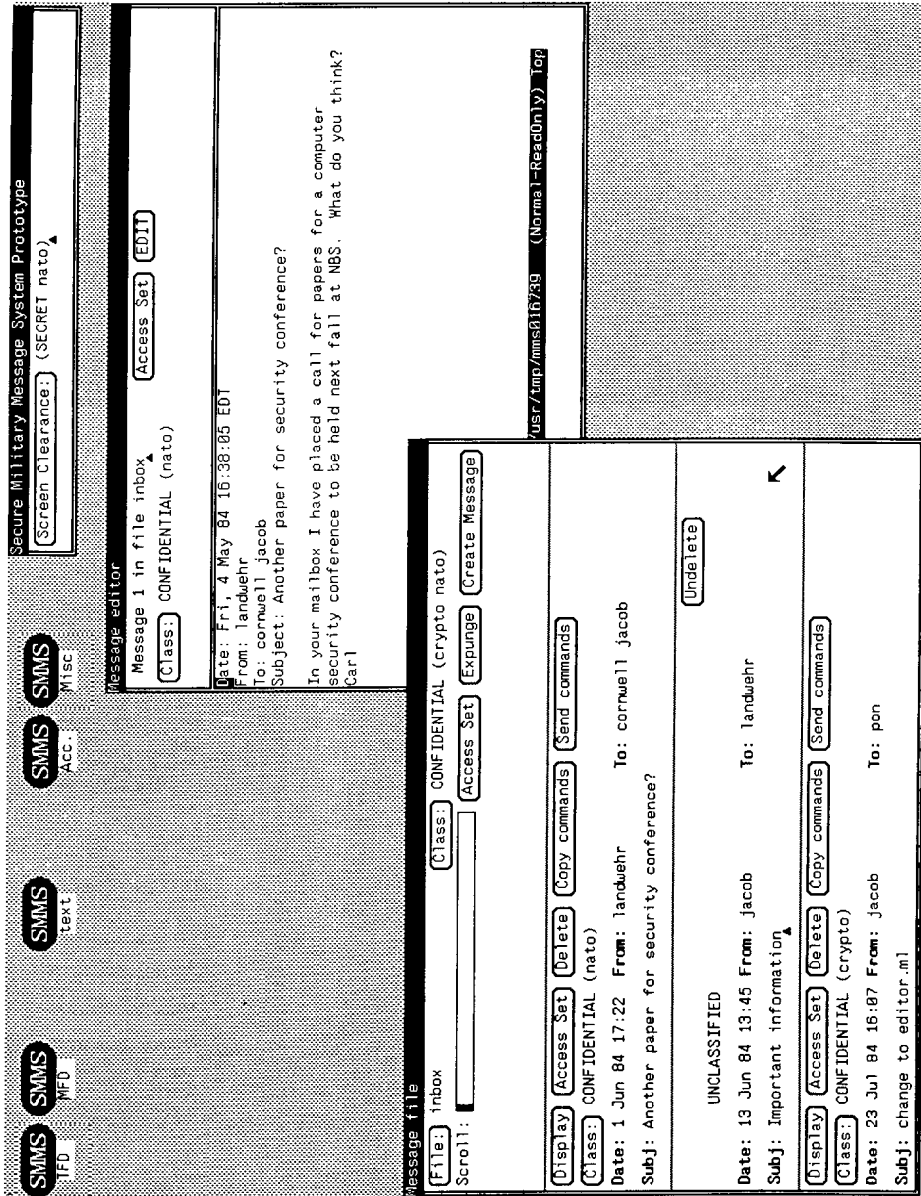 Secure Military Message System Prototype
Screen Clearance: (SECRET nato)
SMMS SMMS SMMS SMMS SMMS
TFD MFD text Acc. Misc
Message editor
Message 1 in file inbox Access Set EDIT
Class: CONFIDENTIAL (nato)
Date: Fri, 4 May 84 16:38:05 EDT
From: landwehr
To: cornwell jacob
Subject: Another paper for security conference?
In your mailbox I have placed a call for papers for a computer
security conference to be held next fall at NBS. What do you think?
Carl
/usr/tmp/mms016739 (Normal-ReadOnly) Top
Message file
File: inbox Class: CONFIDENTIAL (crypto nato)
Scroll: Access Set Expunge Create Message
Display Access Set Delete Copy commands Send commands
Class: CONFIDENTIAL (nato)
Date: 1 Jun 84 17:22 From: landwehr To: cornwell jacob
Subj: Another paper for security conference?
Undelete
UNCLASSIFIED
Date: 13 Jun 84 13:45 From: jacob To: landwehr
Subj: Important information
Display Access Set Delete Copy commands Send commands
Class: CONFIDENTIAL (crypto)
Date: 23 Jul 84 16:07 From: jacob To: pon
Subj: change to editor.ml